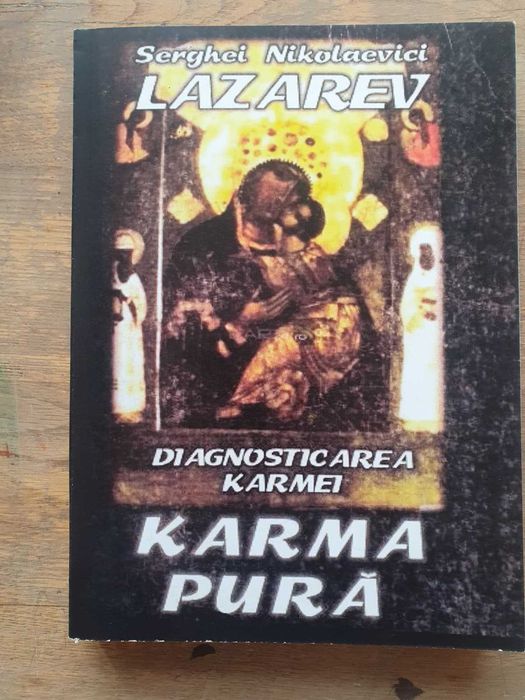 Serghei Nikolaevici
LAZAREV
DIAGNOSTICAREA
KARMEI
KARMA
PURĂ